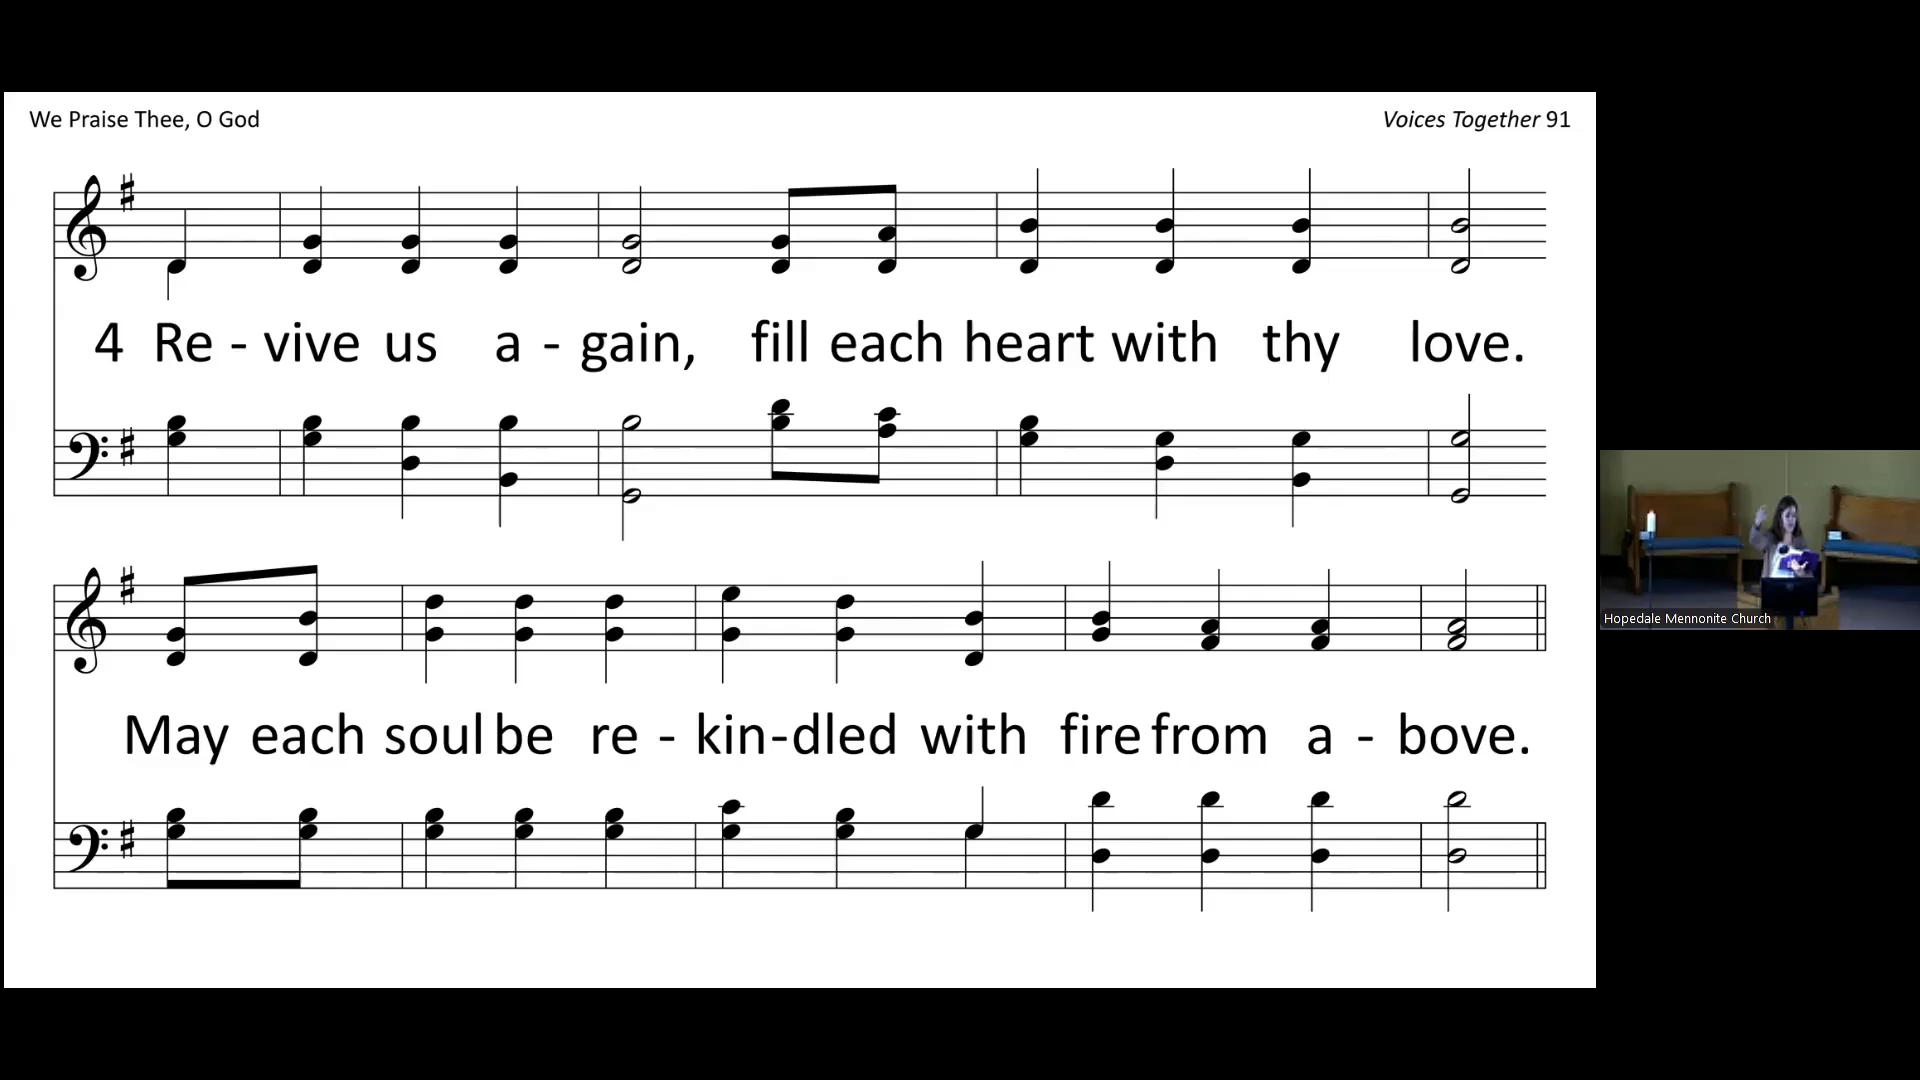 We Praise Thee, O God
Voices Together 91
4 Re - vive us a - gain, fill each heart with thy love.
May each soul be re - kin-dled with fire from a - bove.
Hopedale Mennonite Church